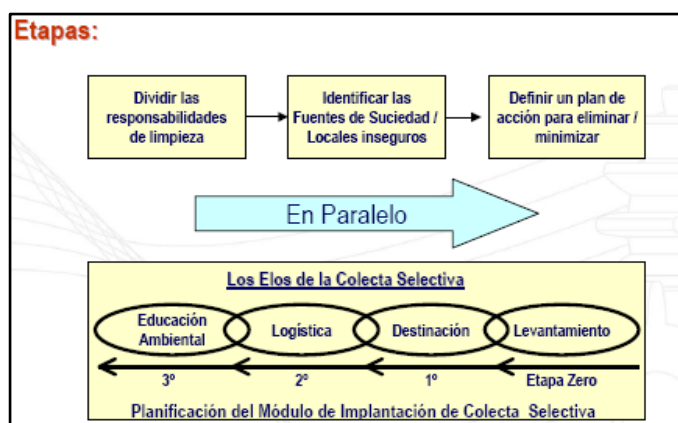 Etapas:
Dividir las
responsabilidades
de limpieza
Identificar las
Fuentes de Suciedad /
Locales inseguros
Definir un plan de
acción para eliminar /
minimizar
En Paralelo
Los Elos de la Colecta Selectiva
Educación
Ambiental
Logística
Destinación
Levantamiento
3º
2º
1º
Etapa Zero
Planificación del Módulo de Implantación de Colecta Selectiva